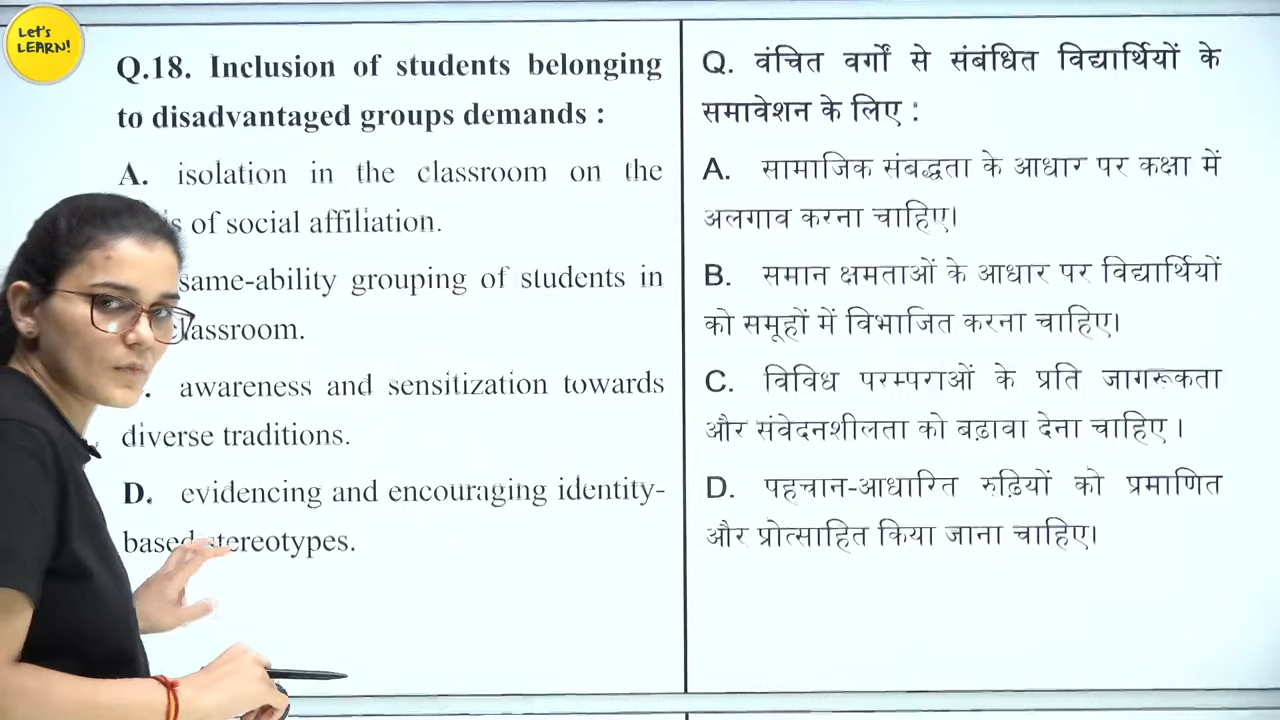 Let's
LEARN!
Q.18. Inclusion of students belonging
to disadvantaged groups demands :
A. isolation in the classroom on the
of social affiliation.
same-ability grouping of students in
classroom.
awareness and sensitization towards
diverse traditions.
D. evidencing and encouraging identity-
based stereotypes.
Q. वंचित वर्गों से संबंधित विद्यार्थियों के
समावेशन के लिए :
A. सामाजिक संबद्धता के आधार पर कक्षा में
अलगाव करना चाहिए।
B. समान क्षमताओं के आधार पर विद्यार्थियों
को समूहों में विभाजित करना चाहिए।
C. विविध परम्पराओं के प्रति जागरूकता
और संवेदनशीलता को बढ़ावा देना चाहिए ।
D. पहचान-आधारित रुढ़ियों को प्रमाणित
और प्रोत्साहित किया जाना चाहिए।